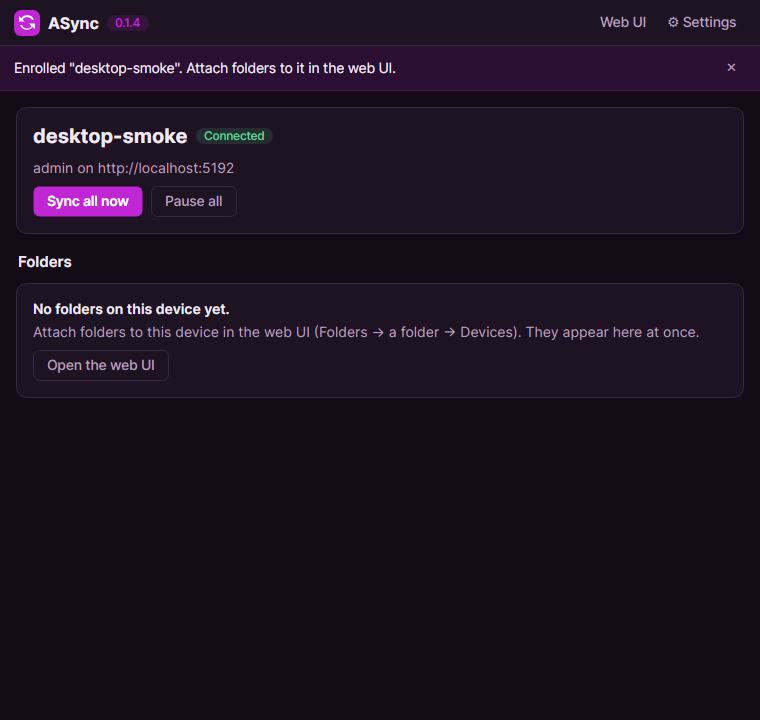 ASync 0.1.4 Web UI ⚙ Settings
Enrolled "desktop-smoke". Attach folders to it in the web UI. ×
desktop-smoke Connected
admin on http://localhost:5192
Sync all now Pause all
Folders
No folders on this device yet.
Attach folders to this device in the web UI (Folders → a folder → Devices). They appear here at once.
Open the web UI